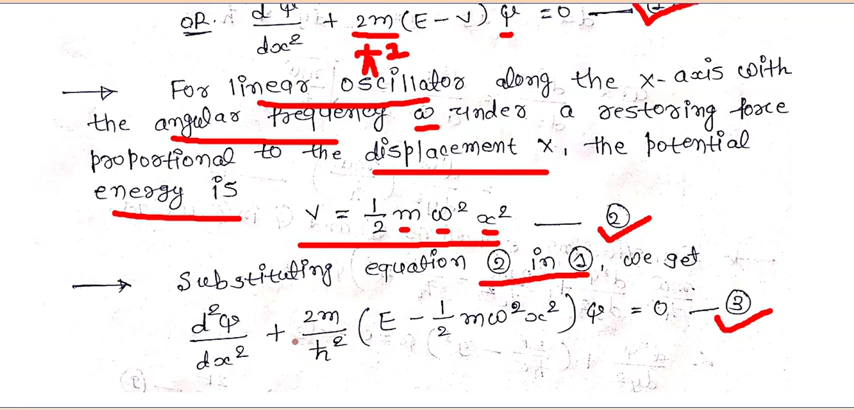 OR. d²φ/dx² + 2m/ħ² (E - V) φ = 0 —
→ For linear oscillator along the x-axis with
the angular frequency ω under a restoring force
proportional to the displacement x, the potential
energy is
V = 1/2 m ω² x² — ②
→ Substituting equation ② in ①, we get
d²φ/dx² + 2m/ħ² (E - 1/2 mω²x²) φ = 0 — ③